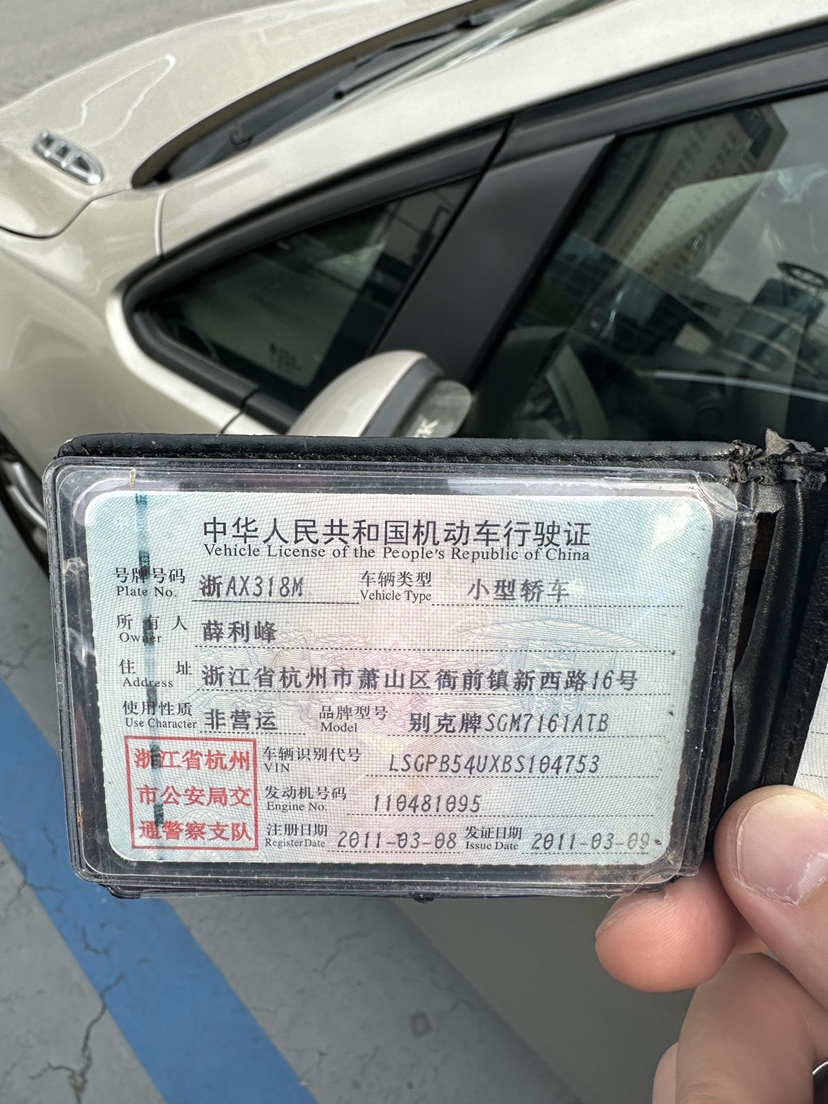 中华人民共和国机动车行驶证
Vehicle License of the People's Republic of China
号牌号码 浙AX318M 车辆类型 小型轿车
Plate No. Vehicle Type
所有人 薛利峰
Owner
住址 浙江省杭州市萧山区衙前镇新西路16号
Address
使用性质 非营运 品牌型号 别克牌SGM7161ATB
Use Character Model
浙江省杭州
市公安局交
通警察支队
车辆识别代号 LSGPB54UXBS104753
VIN
发动机号码 110481095
Engine No.
注册日期 2011-03-08 发证日期 2011-03-09
Register Date Issue Date